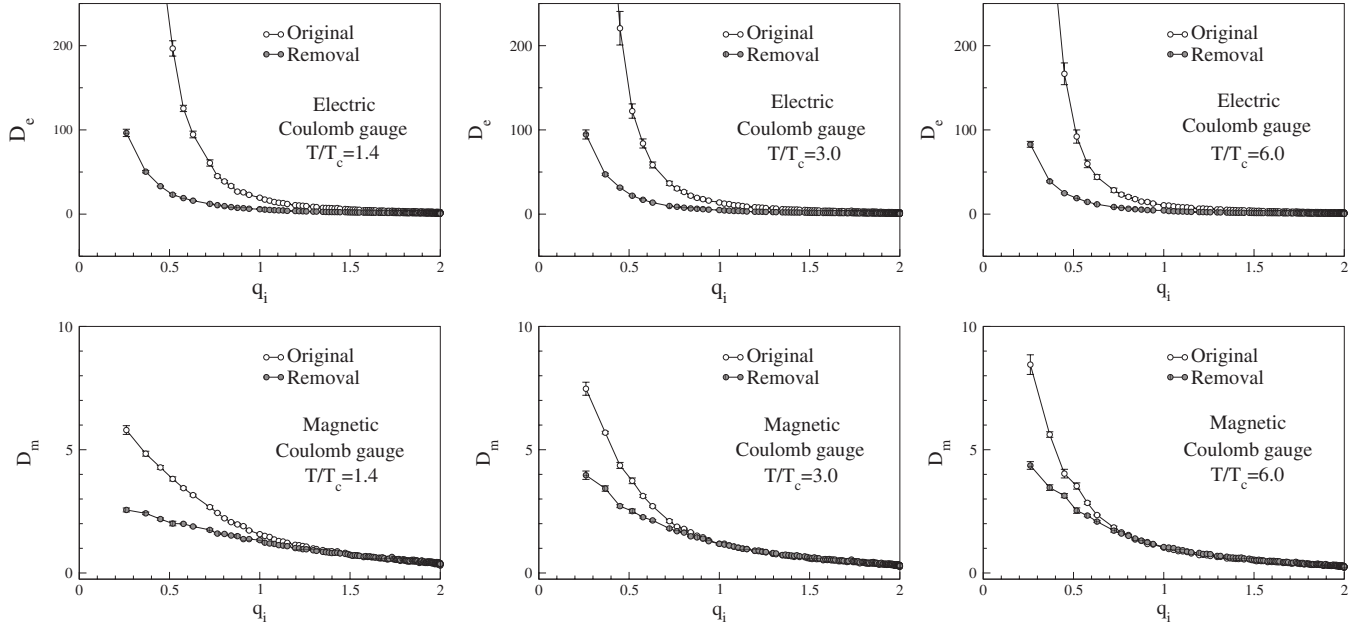 200
100
0
D_e
Original
Removal
Electric
Coulomb gauge
T/T_c=1.4
0 0.5 1 1.5 2
q_i
200
100
0
D_e
Original
Removal
Electric
Coulomb gauge
T/T_c=3.0
0 0.5 1 1.5 2
q_i
200
100
0
D_e
Original
Removal
Electric
Coulomb gauge
T/T_c=6.0
0 0.5 1 1.5 2
q_i
10
5
0
D_m
Original
Removal
Magnetic
Coulomb gauge
T/T_c=1.4
0 0.5 1 1.5 2
q_i
10
5
0
D_m
Original
Removal
Magnetic
Coulomb gauge
T/T_c=3.0
0 0.5 1 1.5 2
q_i
10
5
0
D_m
Original
Removal
Magnetic
Coulomb gauge
T/T_c=6.0
0 0.5 1 1.5 2
q_i